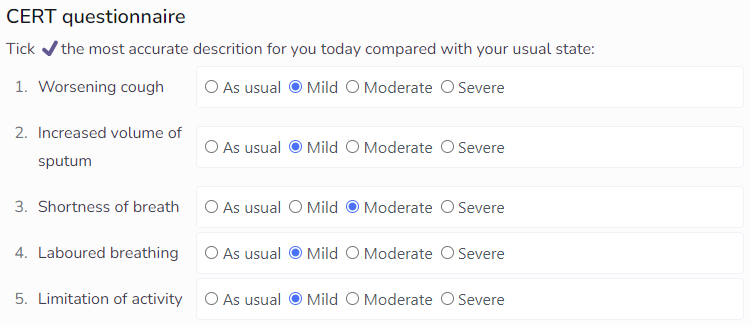 CERT questionnaire
Tick ✔ the most accurate descrition for you today compared with your usual state:
1. Worsening cough As usual Mild Moderate Severe
2. Increased volume of
sputum As usual Mild Moderate Severe
3. Shortness of breath As usual Mild Moderate Severe
4. Laboured breathing As usual Mild Moderate Severe
5. Limitation of activity As usual Mild Moderate Severe